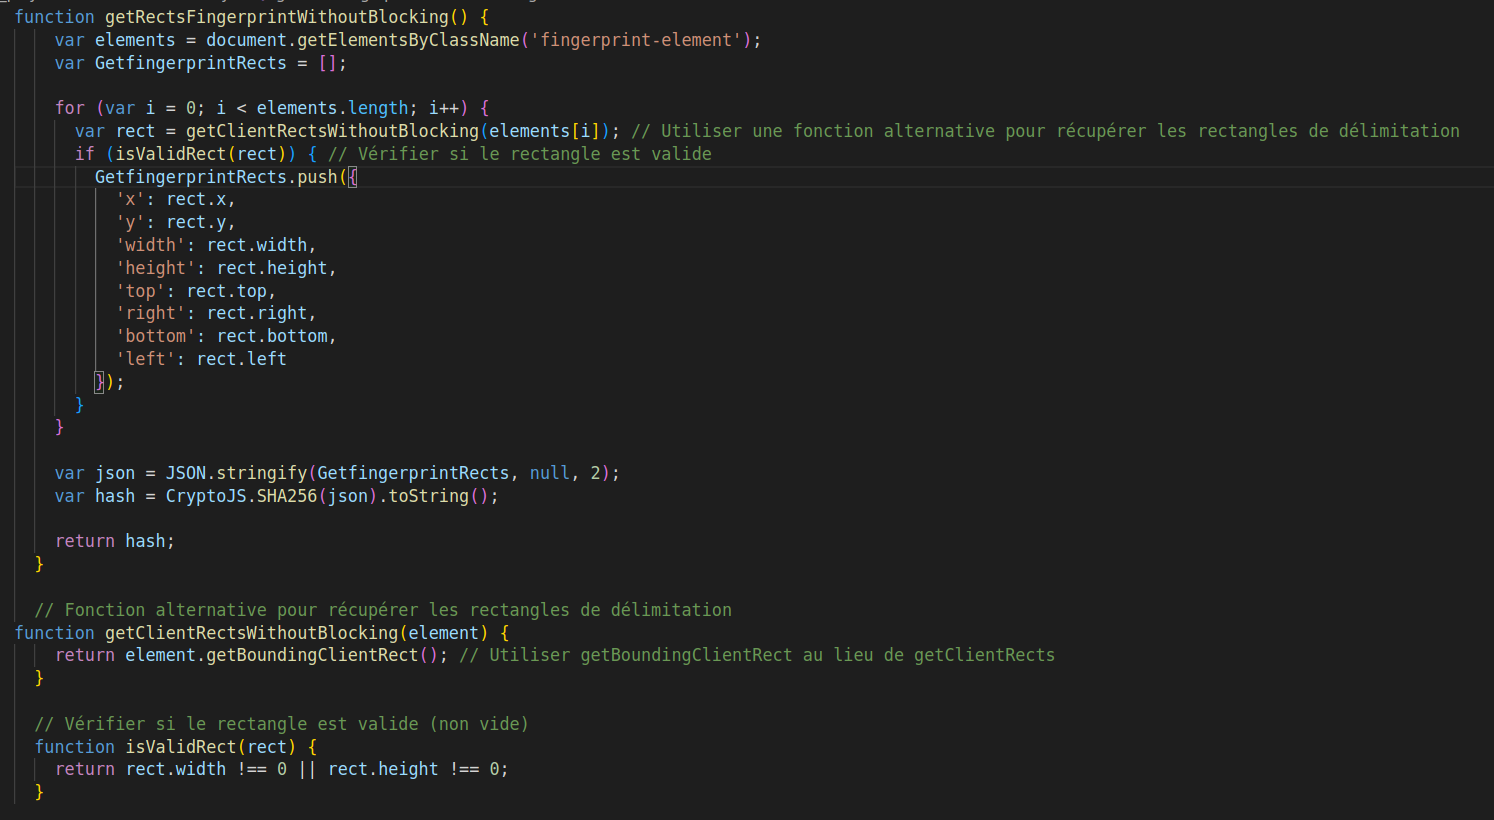 function getRectsFingerprintWithoutBlocking() {
var elements = document.getElementsByClassName('fingerprint-element');
var GetfingerprintRects = [];
for (var i = 0; i < elements.length; i++) {
var rect = getClientRectsWithoutBlocking(elements[i]); // Utiliser une fonction alternative pour récupérer les rectangles de délimitation
if (isValidRect(rect)) { // Vérifier si le rectangle est valide
GetfingerprintRects.push({
'x': rect.x,
'y': rect.y,
'width': rect.width,
'height': rect.height,
'top': rect.top,
'right': rect.right,
'bottom': rect.bottom,
'left': rect.left
});
}
}
var json = JSON.stringify(GetfingerprintRects, null, 2);
var hash = CryptoJS.SHA256(json).toString();
return hash;
}
// Fonction alternative pour récupérer les rectangles de délimitation
function getClientRectsWithoutBlocking(element) {
return element.getBoundingClientRect(); // Utiliser getBoundingClientRect au lieu de getClientRects
}
// Vérifier si le rectangle est valide (non vide)
function isValidRect(rect) {
return rect.width !== 0 || rect.height !== 0;
}